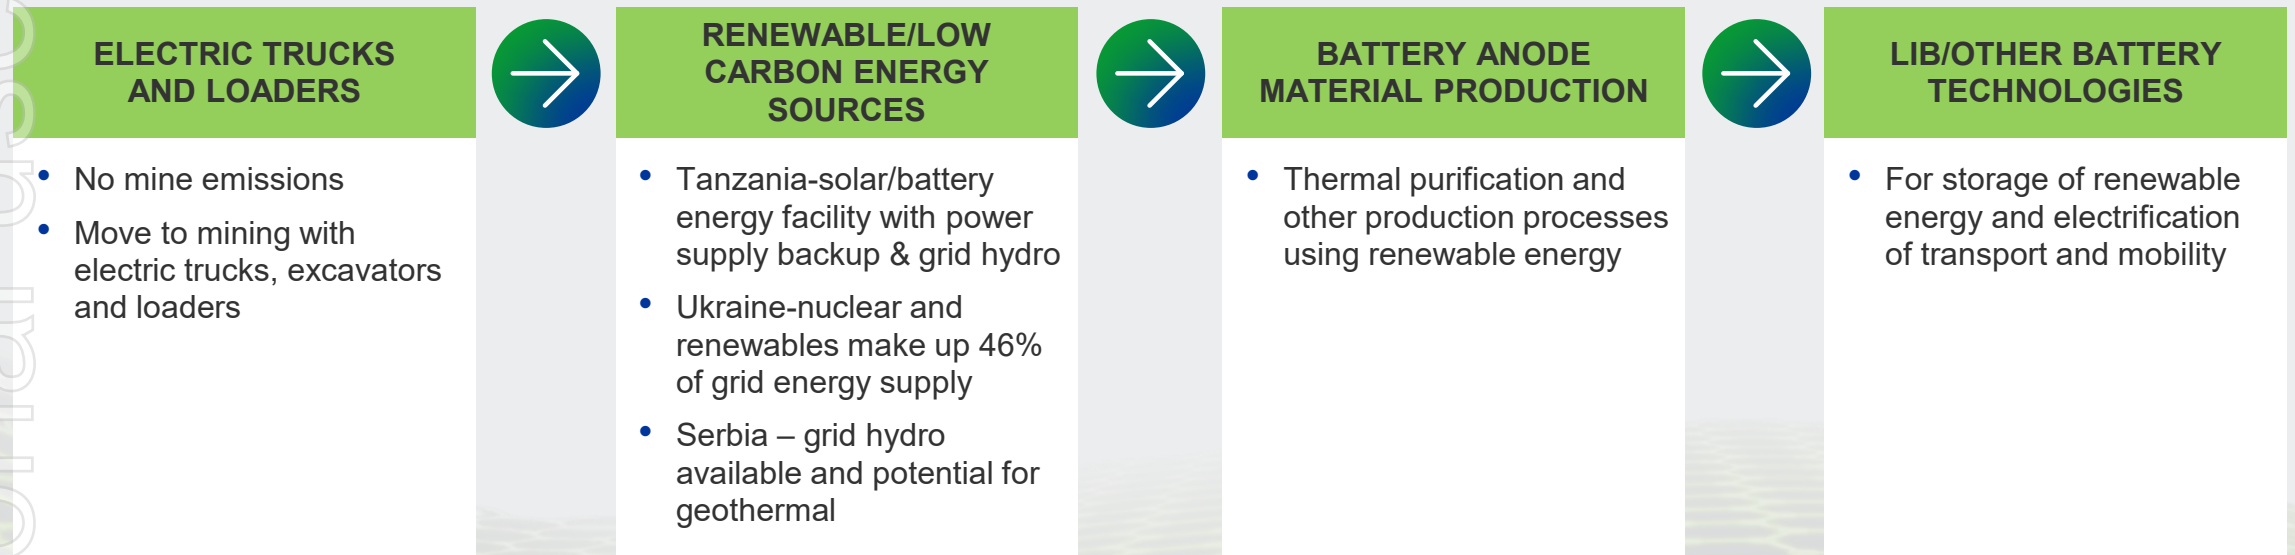 ELECTRIC TRUCKS
AND LOADERS
• No mine emissions
• Move to mining with
electric trucks, excavators
and loaders
RENEWABLE/LOW
CARBON ENERGY
SOURCES
• Tanzania-solar/battery
energy facility with power
supply backup & grid hydro
• Ukraine-nuclear and
renewables make up 46%
of grid energy supply
• Serbia – grid hydro
available and potential for
geothermal
BATTERY ANODE
MATERIAL PRODUCTION
• Thermal purification and
other production processes
using renewable energy
LIB/OTHER BATTERY
TECHNOLOGIES
• For storage of renewable
energy and electrification
of transport and mobility